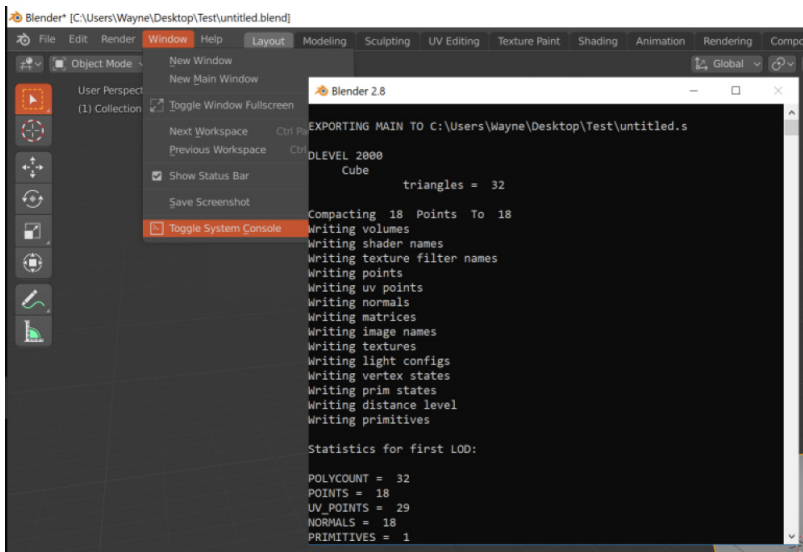 Blender* [C:\Users\Wayne\Desktop\Test\untitled.blend]
File Edit Render Window Help Layout Modeling Sculpting UV Editing Texture Paint Shading Animation Rendering
Object Mode Global
User Perspect
(1) Collection
New Window
New Main Window
Toggle Window Fullscreen
Next Workspace Ctrl
Previous Workspace
Show Status Bar
Save Screenshot
Toggle System Console
Blender 2.8
EXPORTING MAIN TO C:\Users\Wayne\Desktop\Test\untitled.s
DLEVEL 2000
Cube
triangles = 32
Compacting 18 Points To 18
Writing volumes
Writing shader names
Writing texture filter names
Writing points
Writing uv points
Writing normals
Writing matrices
Writing image names
Writing textures
Writing light configs
Writing vertex states
Writing prim states
Writing distance level
Writing primitives
Statistics for first LOD:
POLYCOUNT = 32
POINTS = 18
UV_POINTS = 29
NORMALS = 18
PRIMITIVES = 1